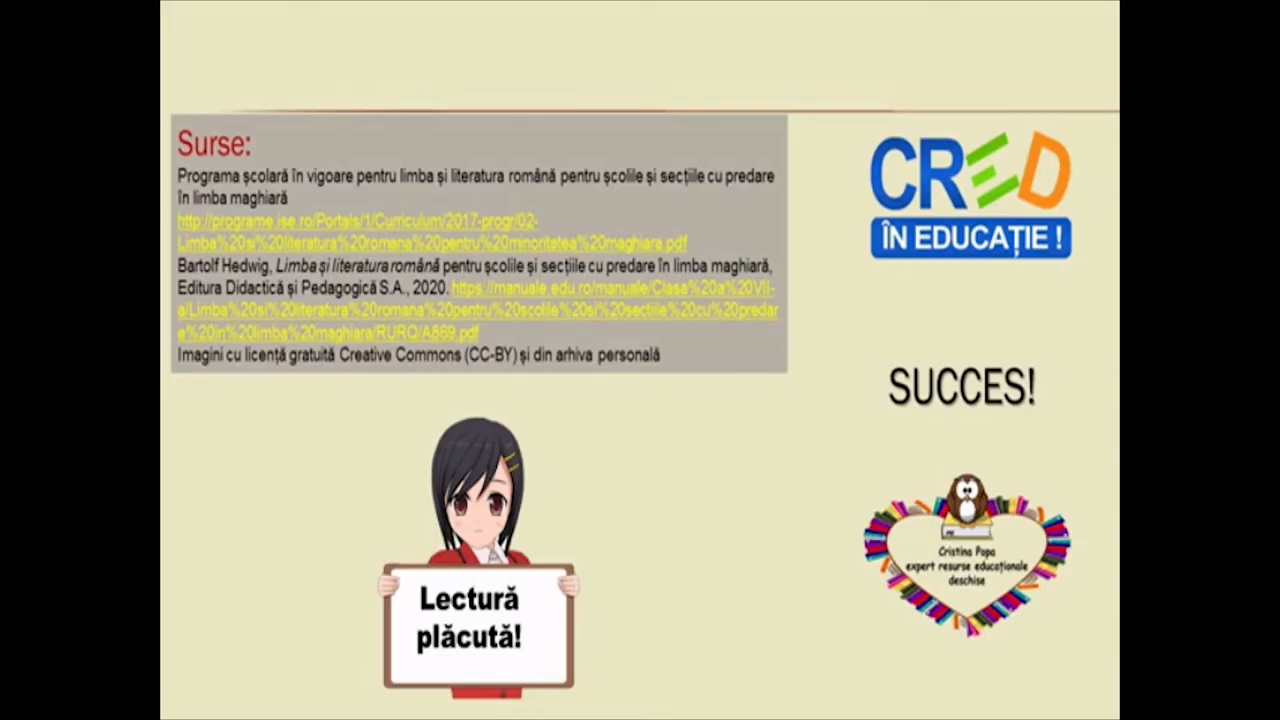 Surse:
Programa școlară în vigoare pentru limba și literatura română pentru școlile și secțiile cu predare
în limba maghiară
http://programe.ise.ro/Portals/1/Curriculum/2017-progr/02-
Limba%20si%20literatura%20romana%20pentru%20minoritatea%20maghiara.pdf
Bartolf Hedwig, Limba și literatura română pentru școlile și secțiile cu predare în limba maghiară,
Editura Didactică și Pedagogică S.A., 2020. https://manuale.edu.ro/manuale/Clasa%20a%20VII-
a/Limba%20si%20literatura%20romana%20pentru%20scolile%20si%20sectiile%20cu%20predar
e%20in%20limba%20maghiara/RURO/A869.pdf
Imagini cu licență gratuită Creative Commons (CC-BY) și din arhiva personală
CRED
ÎN EDUCAȚIE !
SUCCES!
Cristina Popa
expert resurse educaționale
deschise
Lectură
plăcută!